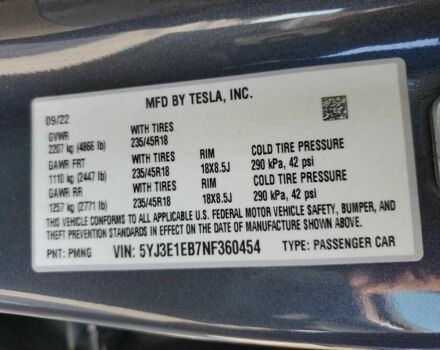 MFD BY TESLA, INC.
09/22
GVWR WITH TIRES
2207 kg (4866 lb) 235/45R18 RIM COLD TIRE PRESSURE
GAWR FRT WITH TIRES
1110 kg (2447 lb) 235/45R18 18X8.5J 290 kPa, 42 psi
GAWR RR WITH TIRES RIM COLD TIRE PRESSURE
1257 kg (2771 lb) 235/45R18 18X8.5J 290 kPa, 42 psi
THIS VEHICLE CONFORMS TO ALL APPLICABLE U.S. FEDERAL MOTOR VEHICLE SAFETY, BUMPER, AND
THEFT PREVENTION STANDARDS IN EFFECT ON THE DATE OF MANUFACTURE SHOWN ABOVE.
PNT: PMNG VIN: 5YJ3E1EB7NF360454 TYPE: PASSENGER CAR